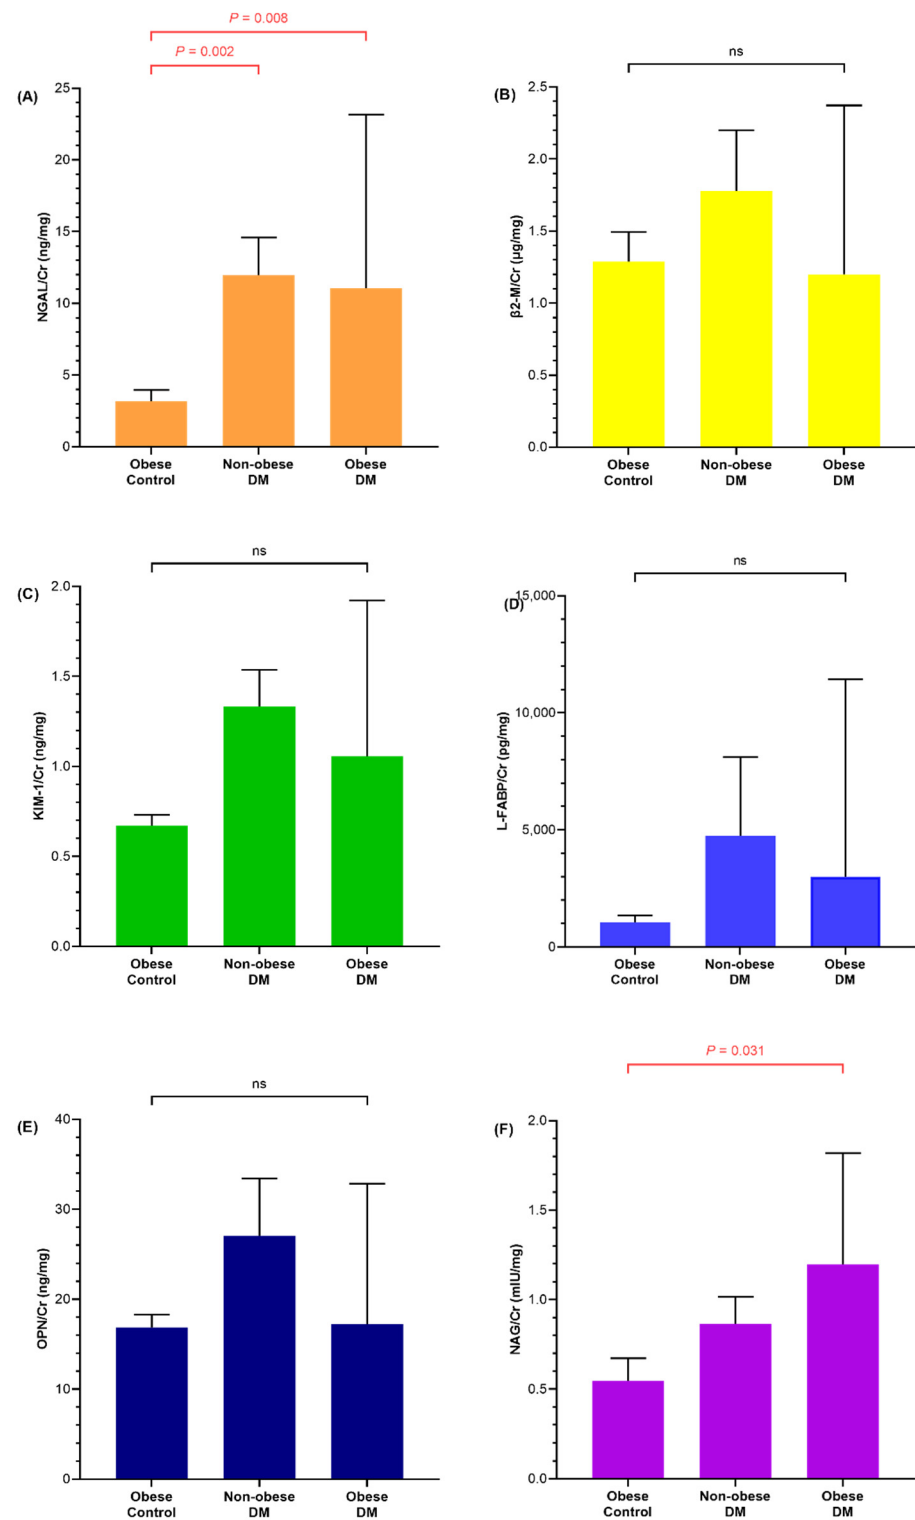 P = 0.008
P = 0.002
(A)
NGAL/Cr (ng/mg)
25
20
15
10
5
0
Obese
Control
Non-obese
DM
Obese
DM
ns
(B)
β2-M/Cr (µg/mg)
2.5
2.0
1.5
1.0
0.5
0.0
Obese
Control
Non-obese
DM
Obese
DM
ns
(C)
KIM-1/Cr (ng/mg)
2.0
1.5
1.0
0.5
0.0
Obese
Control
Non-obese
DM
Obese
DM
ns
(D)
L-FABP/Cr (pg/mg)
15,000
10,000
5,000
0
Obese
Control
Non-obese
DM
Obese
DM
ns
(E)
OPN/Cr (ng/mg)
40
30
20
10
0
Obese
Control
Non-obese
DM
Obese
DM
P = 0.031
(F)
NAG/Cr (mIU/mg)
2.0
1.5
1.0
0.5
0.0
Obese
Control
Non-obese
DM
Obese
DM